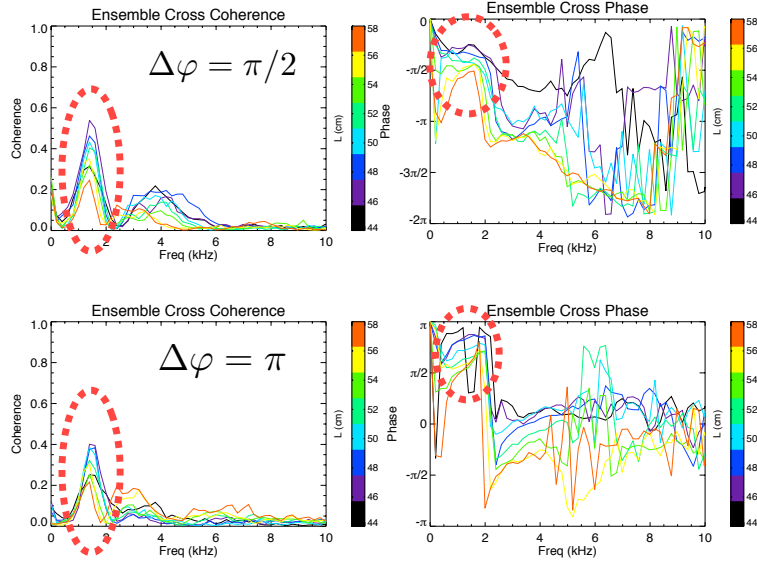 Ensemble Cross Coherence
Coherence
1.0
0.8
0.6
0.4
0.2
0.0
0
2
4
6
8
10
Freq (kHz)
Δφ = π/2
L (cm)
58
56
54
52
50
48
46
44
Ensemble Cross Phase
Phase
0
-π/2
-π
-3π/2
-2π
0
2
4
6
8
10
Freq (kHz)
L (cm)
58
56
54
52
50
48
46
44
Ensemble Cross Coherence
Coherence
1.0
0.8
0.6
0.4
0.2
0.0
0
2
4
6
8
10
Freq (kHz)
Δφ = π
L (cm)
58
56
54
52
50
48
46
44
Ensemble Cross Phase
Phase
π
π/2
0
-π/2
-π
0
2
4
6
8
10
Freq (kHz)
L (cm)
58
56
54
52
50
48
46
44